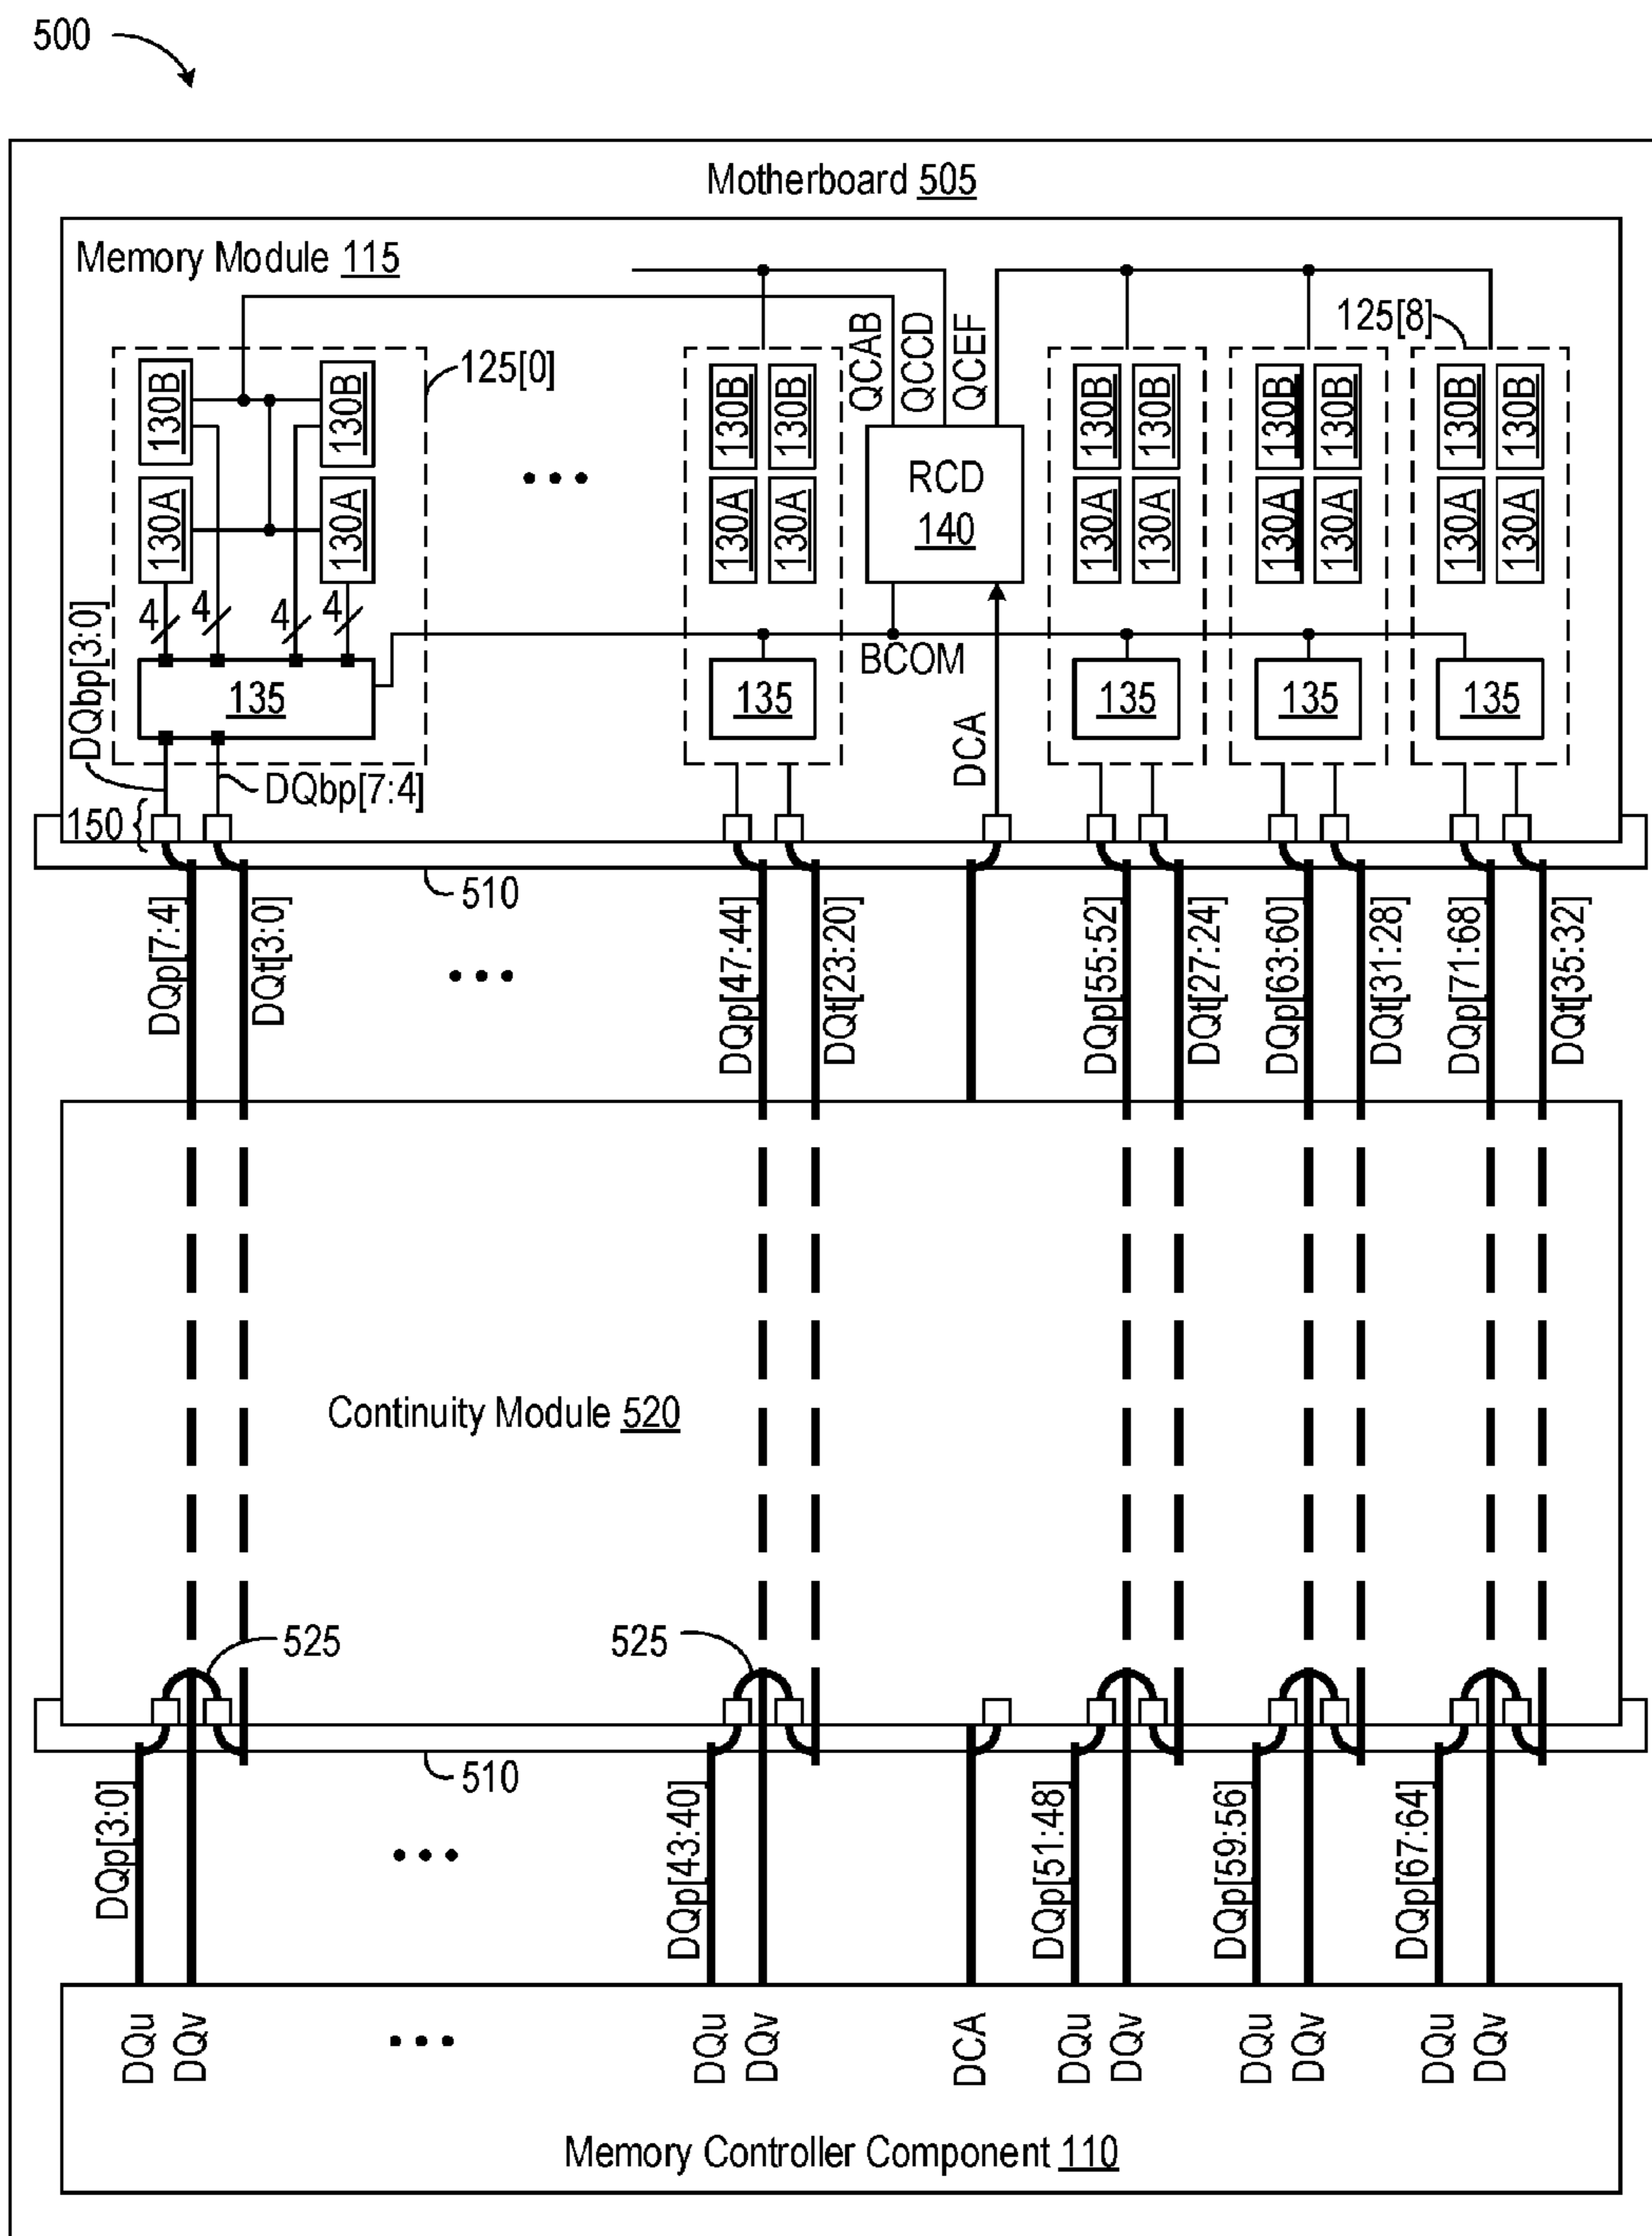 500
Motherboard 505
Memory Module 115
125[0]
125[8]
QCAB
QCCD
QCEF
130B
130B
130B
130B
130B
130B
130B
130B
130B
130B
RCD
140
130A
130A
130A
130A
130A
130A
130A
130A
130A
130A
4
4
4
4
DQbp[3:0]
BCOM
135
135
135
135
135
DCA
DQbp[7:4]
150
510
DQp[7:4]
DQt[3:0]
DQp[47:44]
DQt[23:20]
DQp[55:52]
DQt[27:24]
DQp[63:60]
DQt[31:28]
DQp[71:68]
DQt[35:32]
Continuity Module 520
525
525
510
DQp[3:0]
DQp[43:40]
DQp[51:48]
DQp[59:56]
DQp[67:64]
DQu
DQv
DQu
DQv
DCA
DQu
DQv
DQu
DQv
DQu
DQv
Memory Controller Component 110